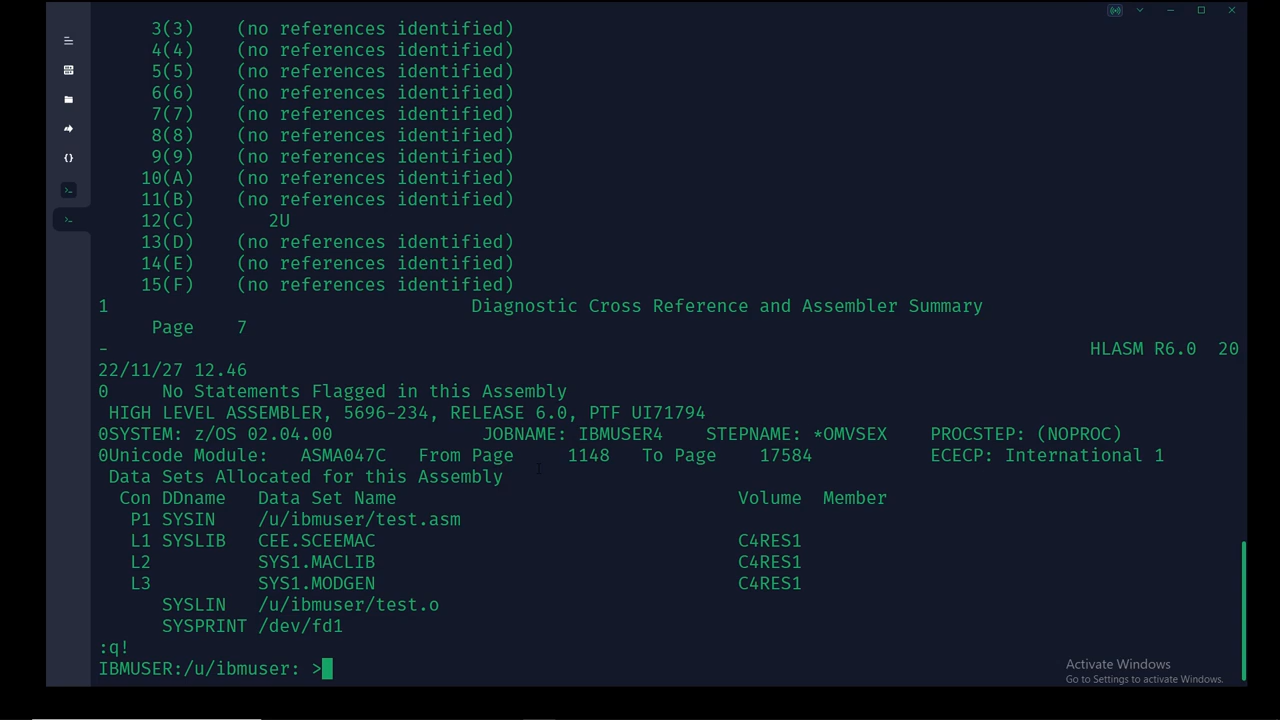 3(3)    (no references identified)
4(4)    (no references identified)
5(5)    (no references identified)
6(6)    (no references identified)
7(7)    (no references identified)
8(8)    (no references identified)
9(9)    (no references identified)
10(A)    (no references identified)
11(B)    (no references identified)
12(C)       2U
13(D)    (no references identified)
14(E)    (no references identified)
15(F)    (no references identified)
1                                  Diagnostic Cross Reference and Assembler Summary
Page    7
-                                                                                            HLASM R6.0  20
22/11/27 12.46
0     No Statements Flagged in this Assembly
HIGH LEVEL ASSEMBLER, 5696-234, RELEASE 6.0, PTF UI71794
0SYSTEM: z/OS 02.04.00              JOBNAME: IBMUSER4    STEPNAME: *OMVSEX    PROCSTEP: (NOPROC)
0Unicode Module:   ASMA047C   From Page     1148   To Page    17584           ECECP: International 1
Data Sets Allocated for this Assembly
Con DDname   Data Set Name                                Volume  Member
P1 SYSIN    /u/ibmuser/test.asm
L1 SYSLIB   CEE.SCEEMAC                                  C4RES1
L2          SYS1.MACLIB                                  C4RES1
L3          SYS1.MODGEN                                  C4RES1
SYSLIN   /u/ibmuser/test.o
SYSPRINT /dev/fd1
:q!
IBMUSER:/u/ibmuser: >
Activate Windows
Go to Settings to activate Windows.